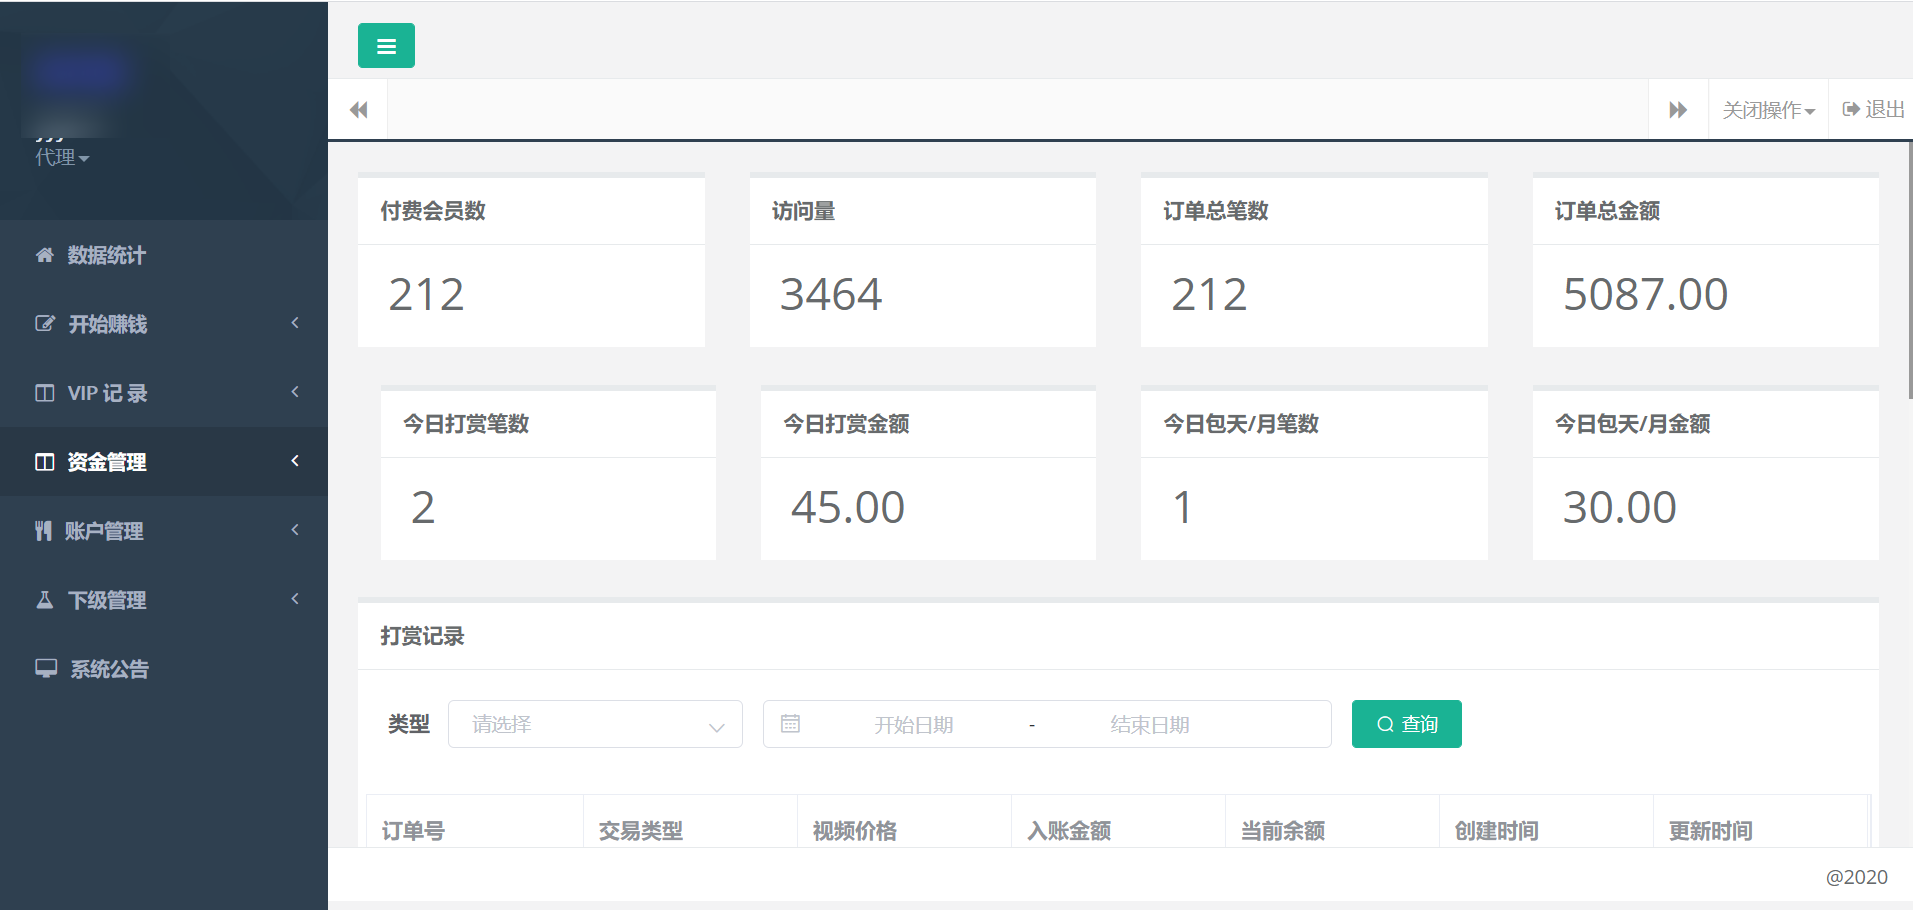 代理
数据统计
开始赚钱
VIP 记 录
资金管理
账户管理
下级管理
系统公告
关闭操作
退出
付费会员数
212
访问量
3464
订单总笔数
212
订单总金额
5087.00
今日打赏笔数
2
今日打赏金额
45.00
今日包天/月笔数
1
今日包天/月金额
30.00
打赏记录
类型 请选择 开始日期 - 结束日期 查询
订单号 交易类型 视频价格 入账金额 当前余额 创建时间 更新时间
@2020